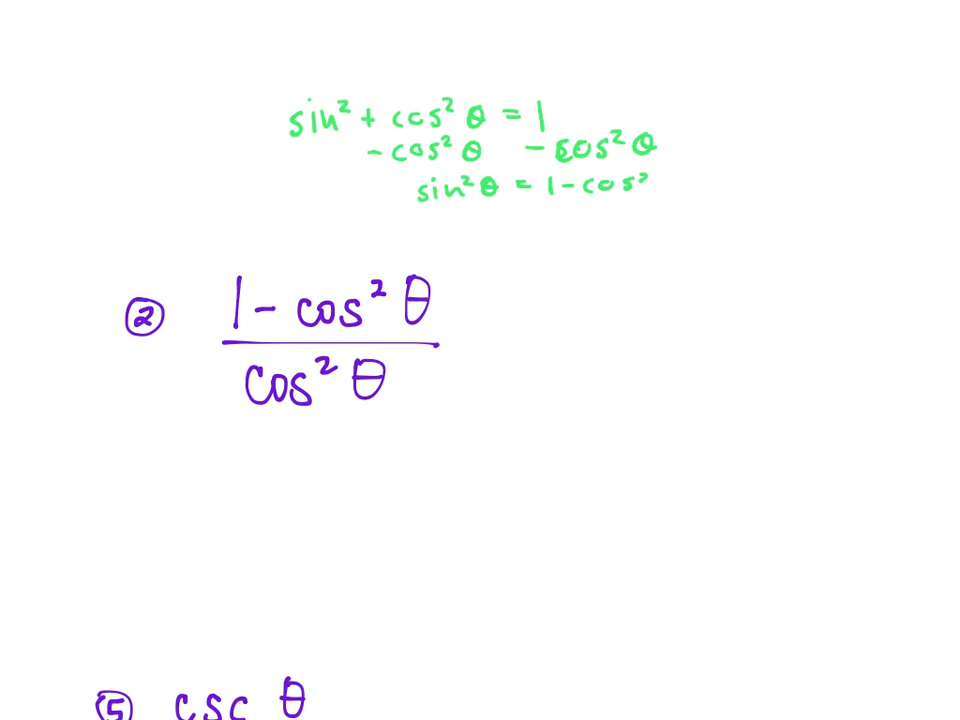 sin² + cos² θ = 1
- cos² θ - cos² θ
sin² θ = 1 - cos²
② 1 - cos² θ
cos² θ
⑤ csc θ